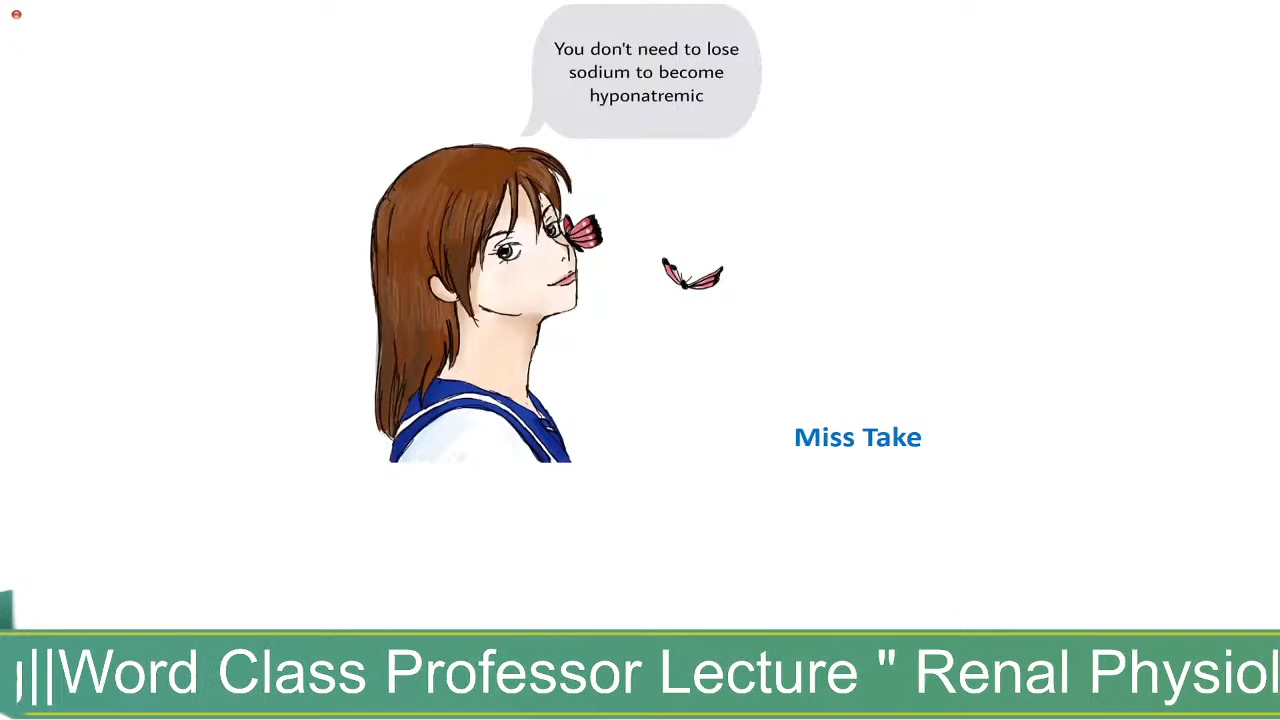 You don't need to lose
sodium to become
hyponatremic
Miss Take
|||Word Class Professor Lecture " Renal Physiol